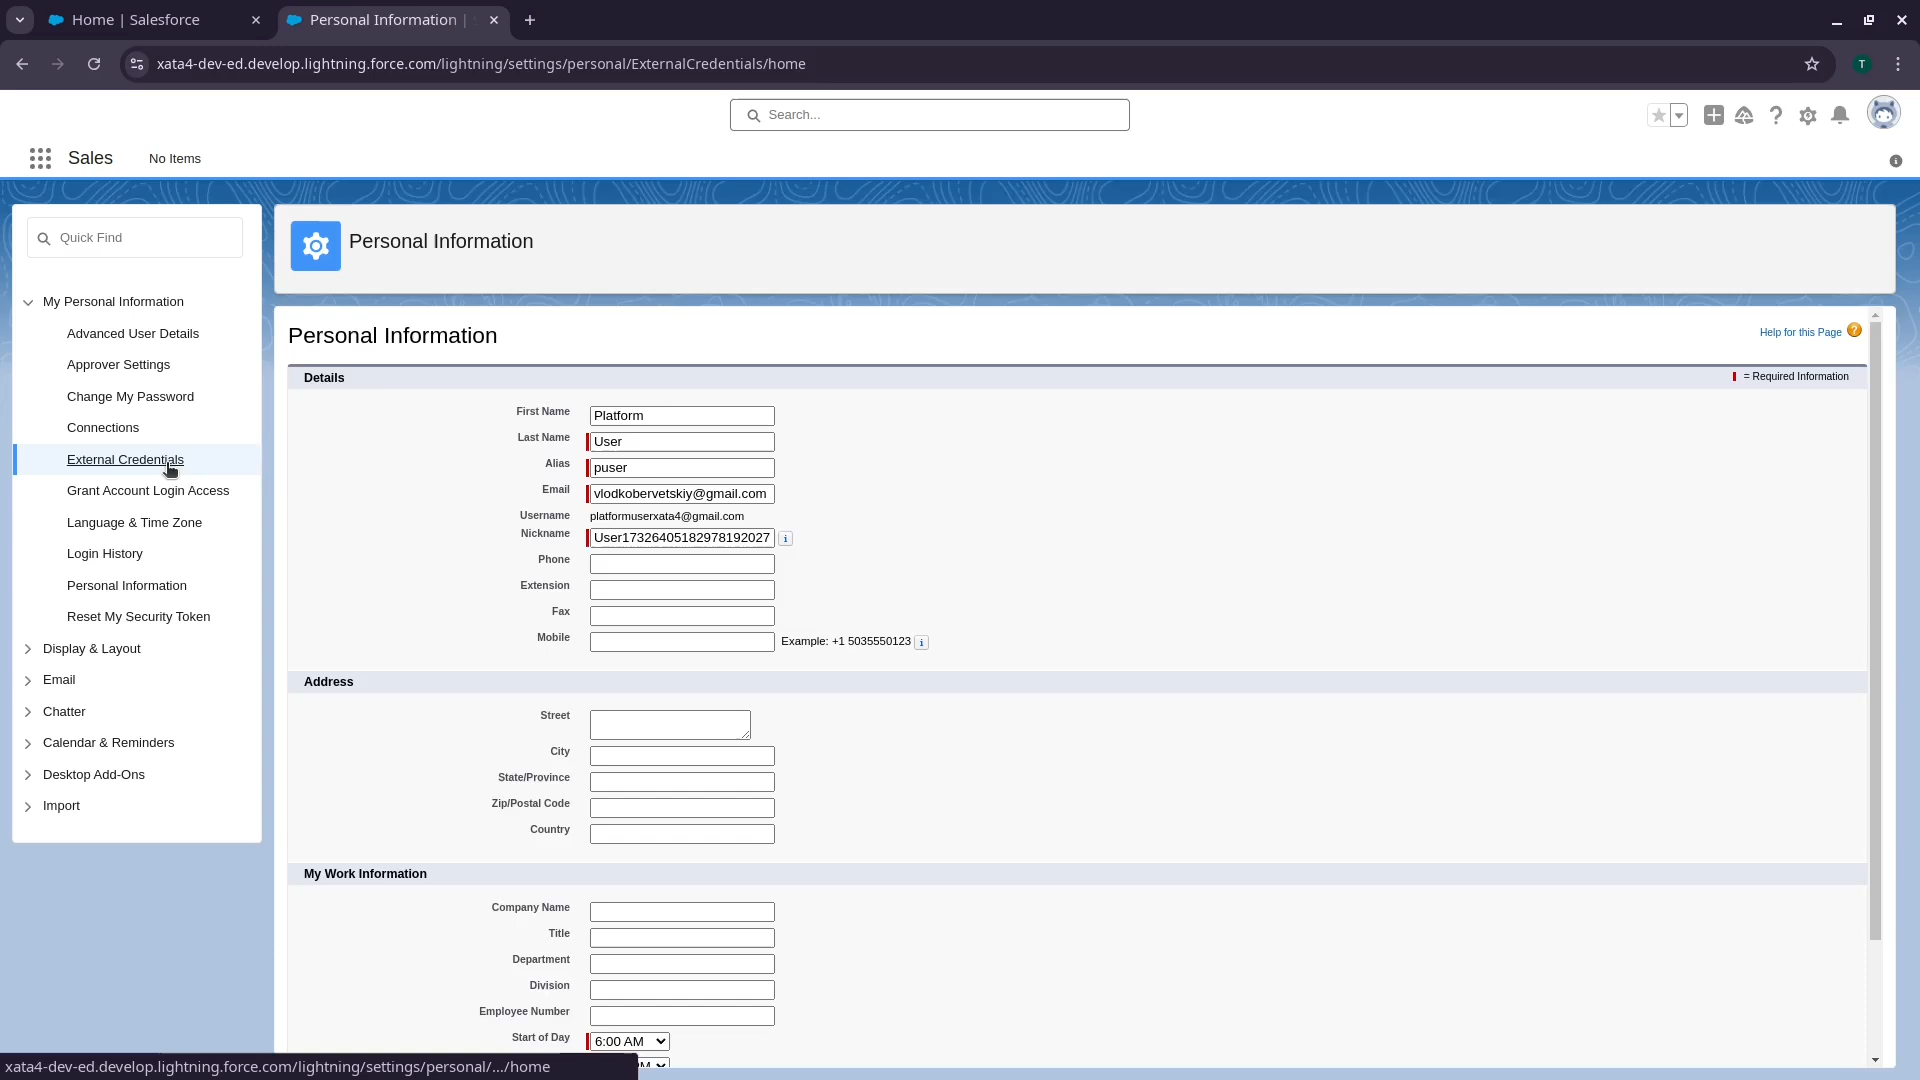 Home | Salesforce
Personal Information |
xata4-dev-ed.develop.lightning.force.com/lightning/settings/personal/ExternalCredentials/home
T
Search...
Sales
No Items
Quick Find
My Personal Information
Advanced User Details
Approver Settings
Change My Password
Connections
External Credentials
Grant Account Login Access
Language & Time Zone
Login History
Personal Information
Reset My Security Token
Display & Layout
Email
Chatter
Calendar & Reminders
Desktop Add-Ons
Import
Personal Information
Personal Information
Help for this Page
Details
= Required Information
First Name Platform
Last Name User
Alias puser
Email vlodkobervetskiy@gmail.com
Username platformuserxata4@gmail.com
Nickname User17326405182978192027
Phone
Extension
Fax
Mobile Example: +1 5035550123
Address
Street
City
State/Province
Zip/Postal Code
Country
My Work Information
Company Name
Title
Department
Division
Employee Number
Start of Day 6:00 AM
xata4-dev-ed.develop.lightning.force.com/lightning/settings/personal/.../home